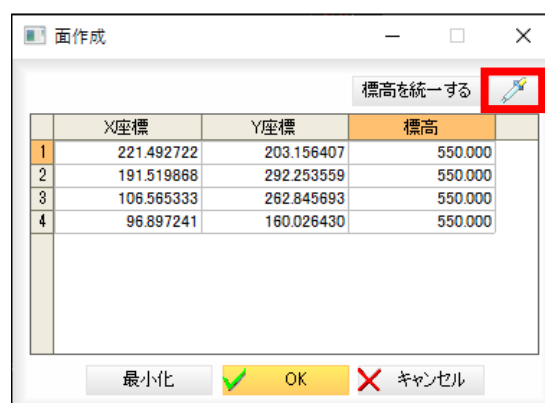 面作成
標高を統一する
X座標 Y座標 標高
1 221.492722 203.156407 550.000
2 191.519868 292.253559 550.000
3 106.565333 262.845693 550.000
4 96.897241 160.026430 550.000
最小化 OK キャンセル